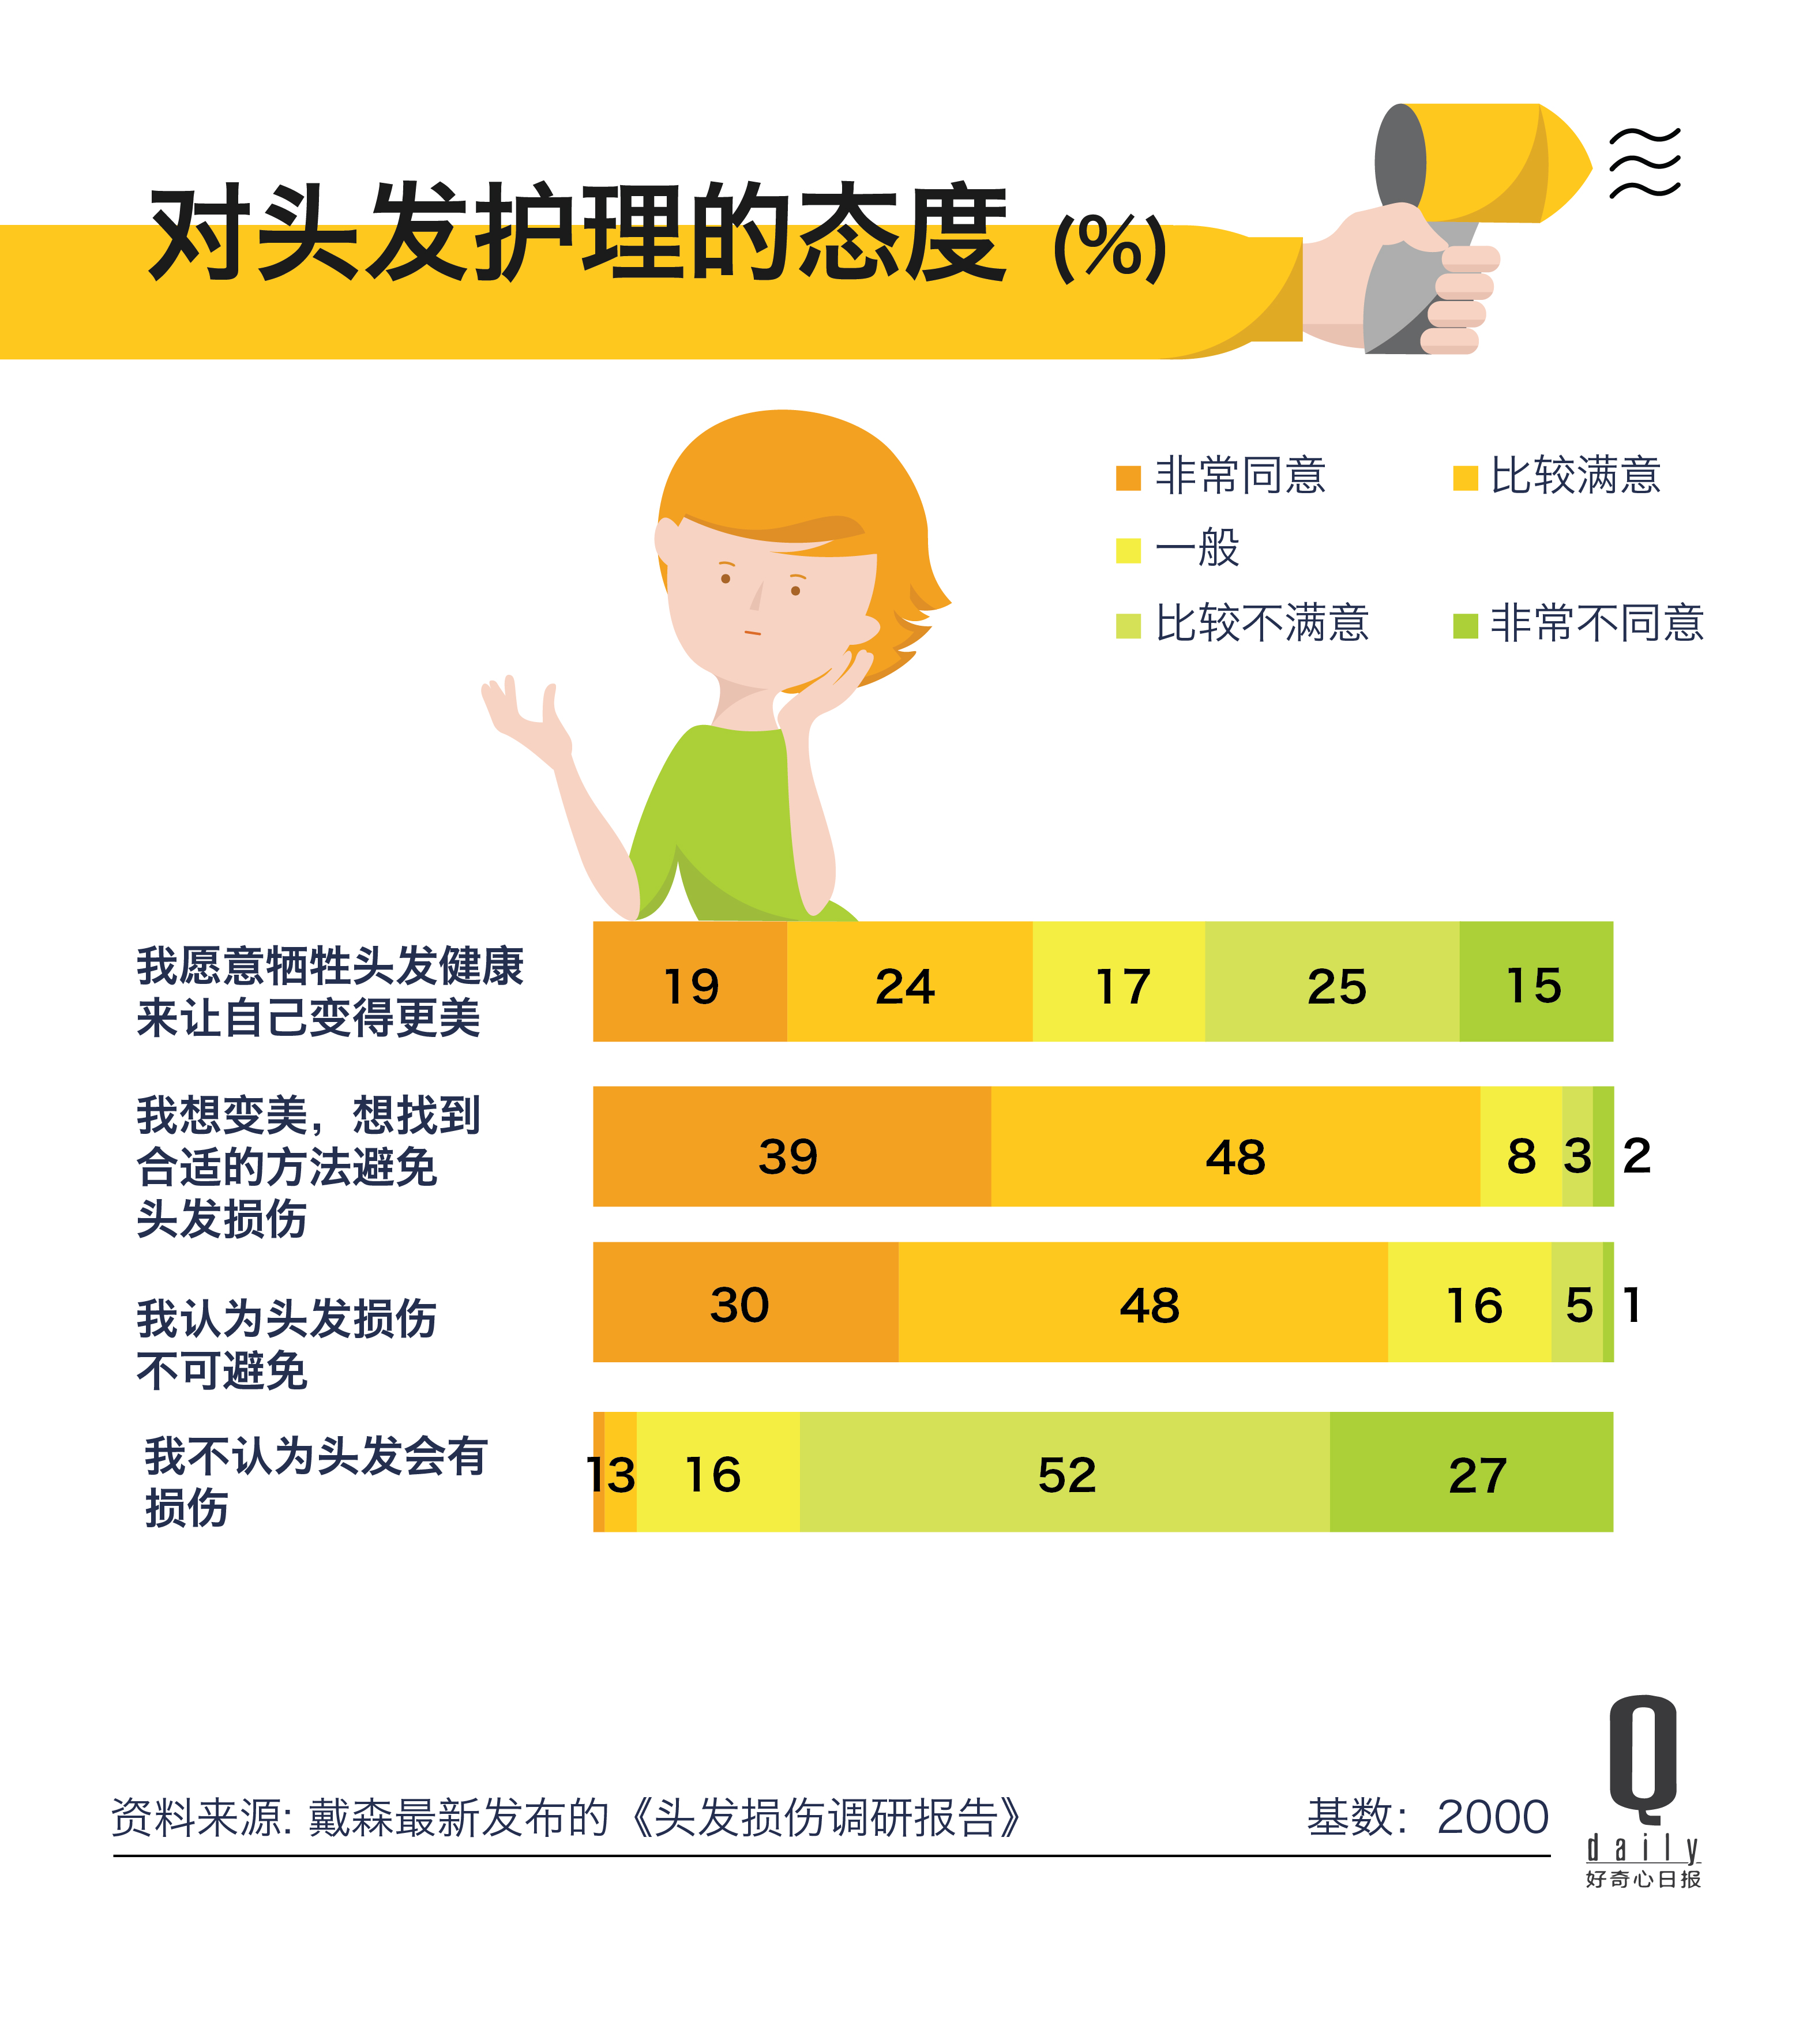 对头发护理的态度 (%)
非常同意 比较满意
一般
比较不满意 非常不同意
我愿意牺牲头发健康
来让自己变得更美
19 24 17 25 15
我想变美，想找到
合适的方法避免
头发损伤
39 48 8 3 2
我认为头发损伤
不可避免
30 48 16 5 1
我不认为头发会有
损伤
1 3 16 52 27
资料来源: 戴森最新发布的《头发损伤调研报告》 基数：2000
Q
daily
好奇心日报